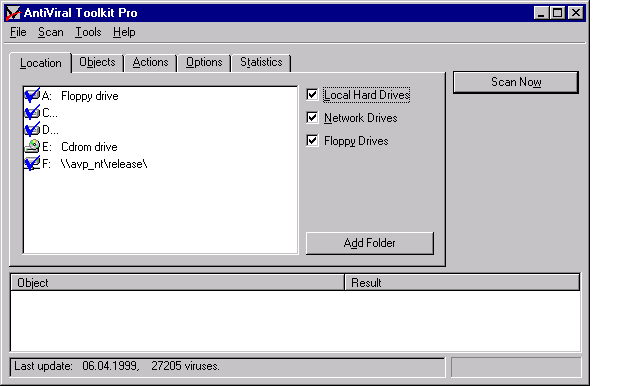 AntiViral Toolkit Pro
File Scan Tools Help
Location Objects Actions Options Statistics
A: Floppy drive
C...
D...
E: Cdrom drive
F: \\avp_nt\release\
Local Hard Drives
Network Drives
Floppy Drives
Add Folder
Scan Now
Object Result
Last update: 06.04.1999, 27205 viruses.